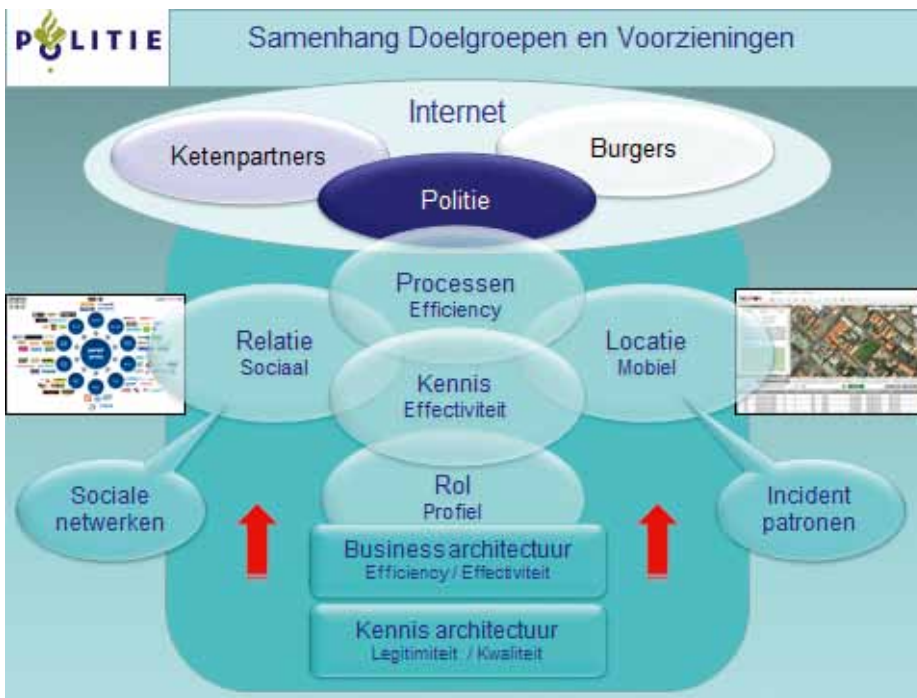 POLITIE
Samenhang Doelgroepen en Voorzieningen
Internet
Ketenpartners
Burgers
Politie
Processen
Efficiency
Relatie
Sociaal
Locatie
Mobiel
Kennis
Effectiviteit
Rol
Profiel
Sociale
netwerken
Incident
patronen
Business architectuur
Efficiency / Effectiviteit
Kennis architectuur
Legitimiteit / Kwaliteit